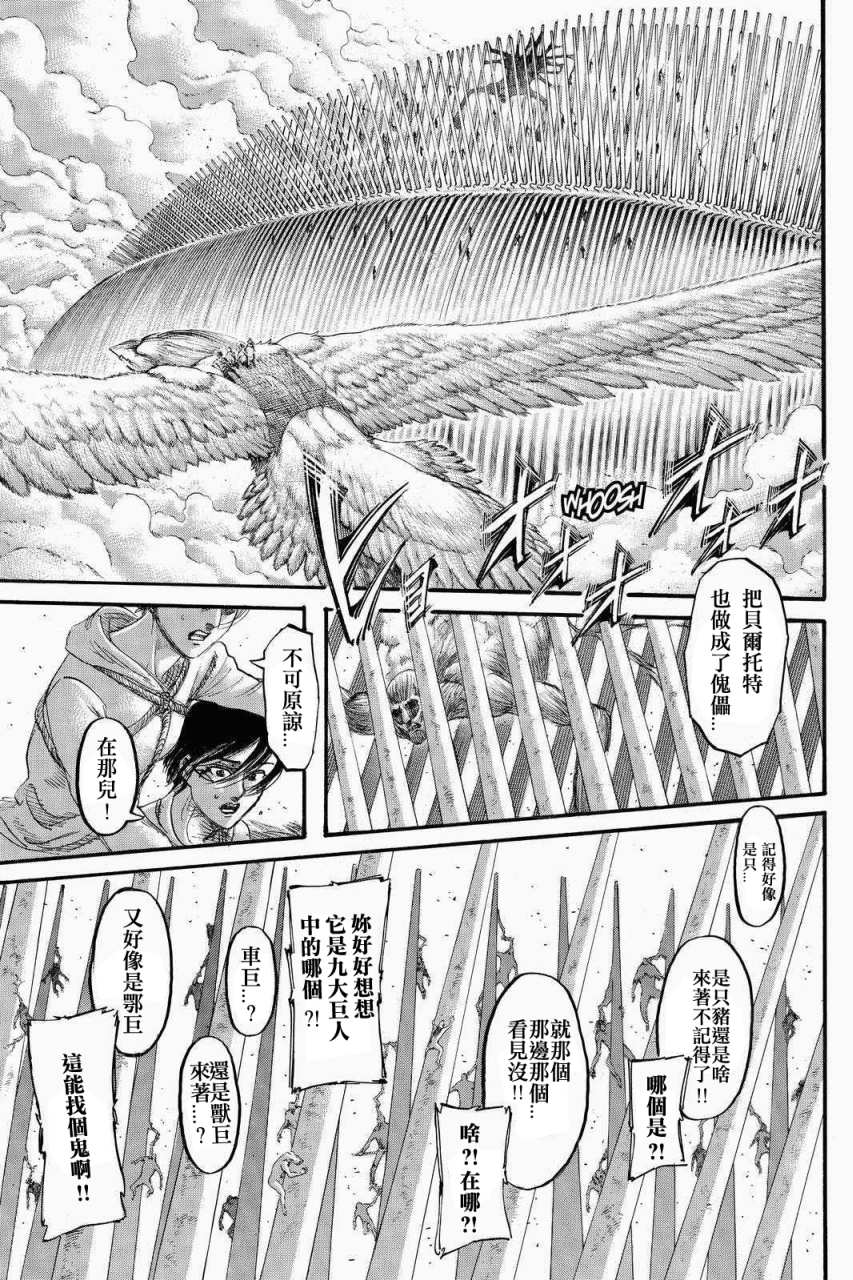 ビョオオオオオオ
WHOOSH
把貝爾托特
也做成了傀儡
…
不可原諒
…
在那兒！
記得好像
是只…
是只豬還是啥
來著不記得了!!
哪個是?!
就那個
那邊那個
…
看見沒!!
啥?!在哪?!
妳好好想想
它是九大巨人
中的哪個?!
車巨
…?
還是獸巨
來著…?
又好像是鄂巨
這能找個鬼啊!!